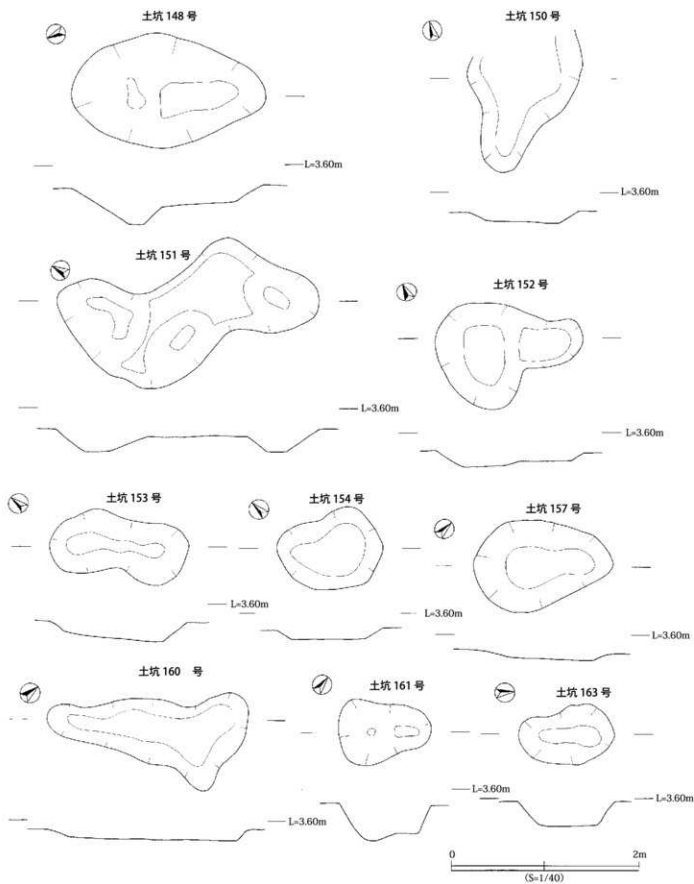 土坑 148 号
L=3.60m
土坑 150 号
L=3.60m
土坑 151 号
L=3.60m
土坑 152 号
L=3.60m
土坑 153 号
L=3.60m
土坑 154 号
L=3.60m
土坑 157 号
L=3.60m
土坑 160 号
L=3.60m
土坑 161 号
L=3.60m
土坑 163 号
L=3.60m
0 2m
(S=1/40)